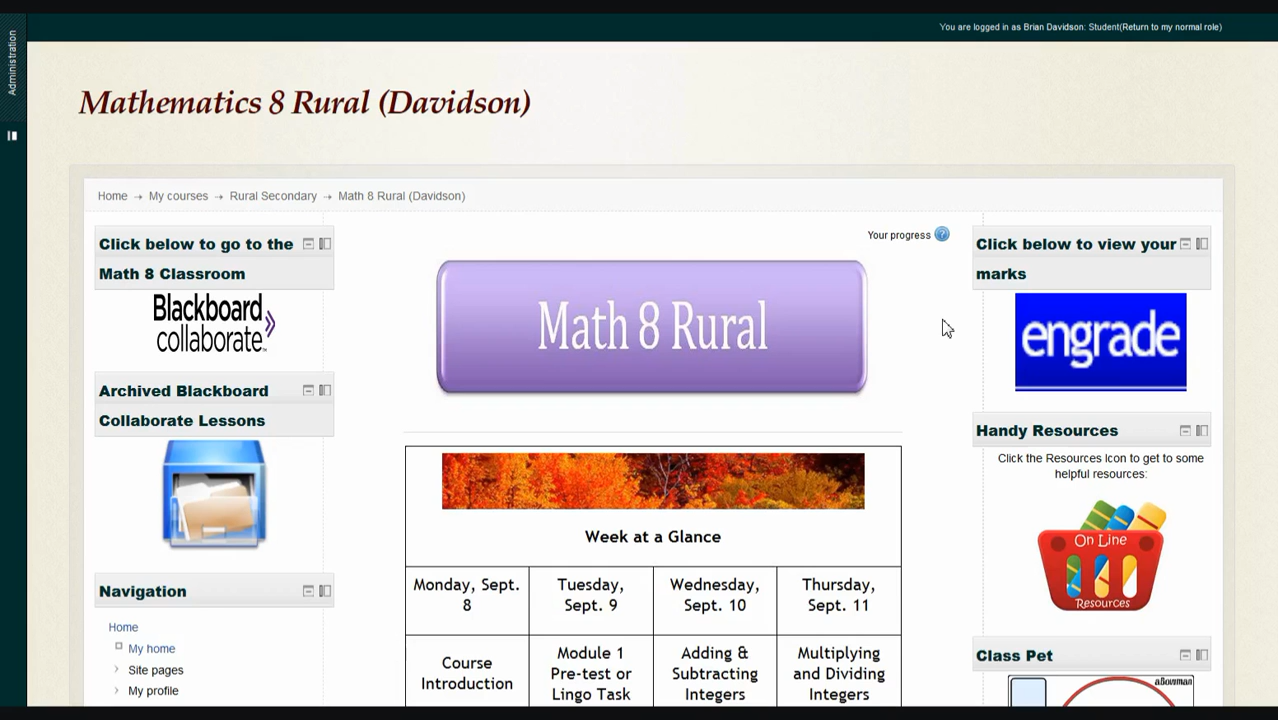 Administration
You are logged in as Brian Davidson: Student(Return to my normal role)
Mathematics 8 Rural (Davidson)
Home → My courses → Rural Secondary → Math 8 Rural (Davidson)
Click below to go to the
Math 8 Classroom
Blackboard
collaborate™
Archived Blackboard
Collaborate Lessons
Navigation
Home
My home
Site pages
My profile
Your progress
Math 8 Rural
Week at a Glance
Monday, Sept.
8
Tuesday,
Sept. 9
Wednesday,
Sept. 10
Thursday,
Sept. 11
Course
Introduction
Module 1
Pre-test or
Lingo Task
Adding &
Subtracting
Integers
Multiplying
and Dividing
Integers
Click below to view your
marks
engrade
Handy Resources
Click the Resources Icon to get to some
helpful resources:
On Line
Resources
Class Pet
aBowman